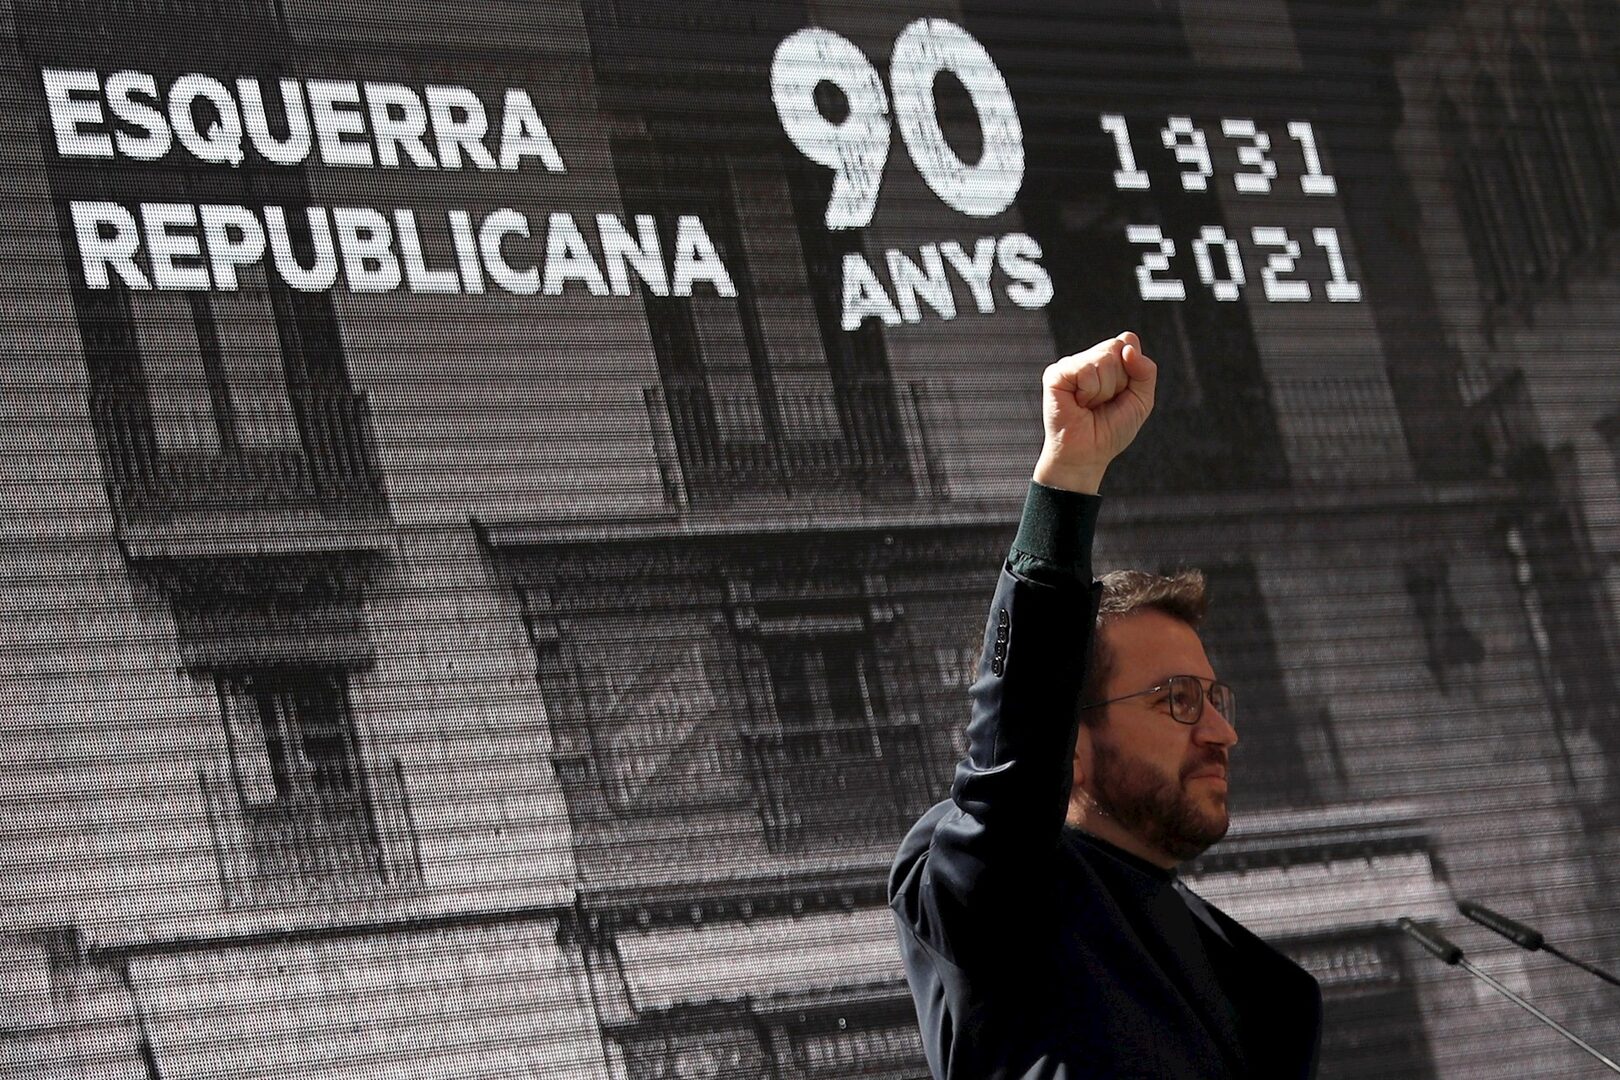 ESQUERRA
REPUBLICANA
90
ANYS
1931
2021